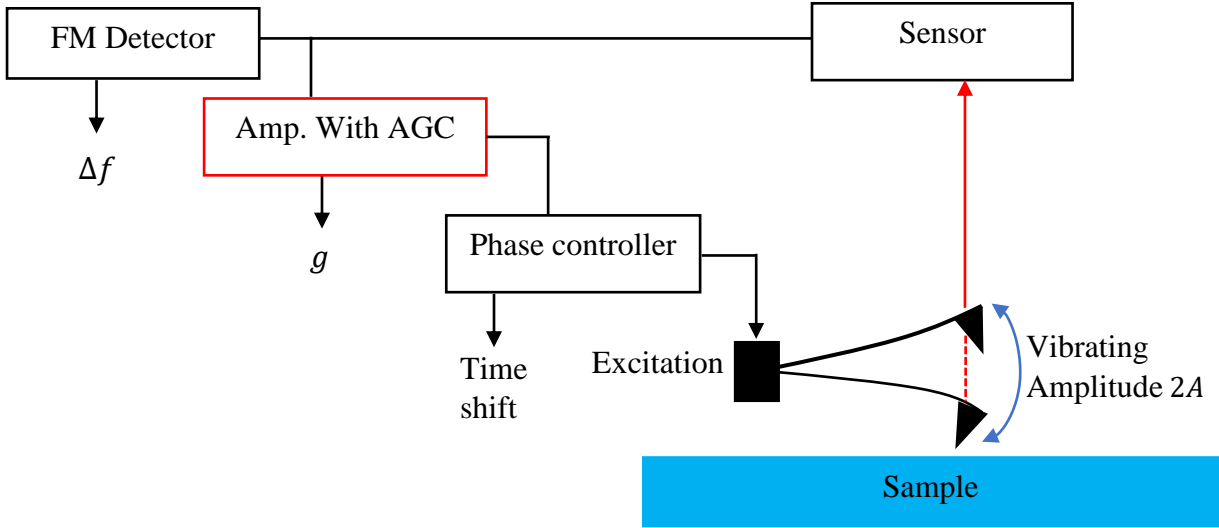 FM Detector
Sensor
Amp. With AGC
Δ𝑓
Phase controller
𝑔
Excitation
Time
shift
Vibrating
Amplitude 2𝐴
Sample